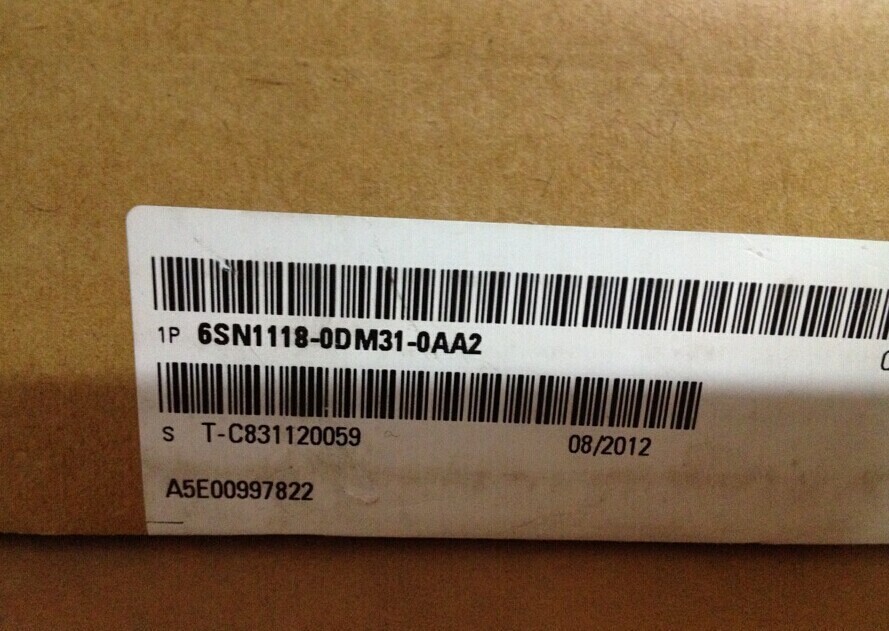 1P 6SN1118-0DM31-0AA2
S T-C831120059 08/2012
A5E00997822